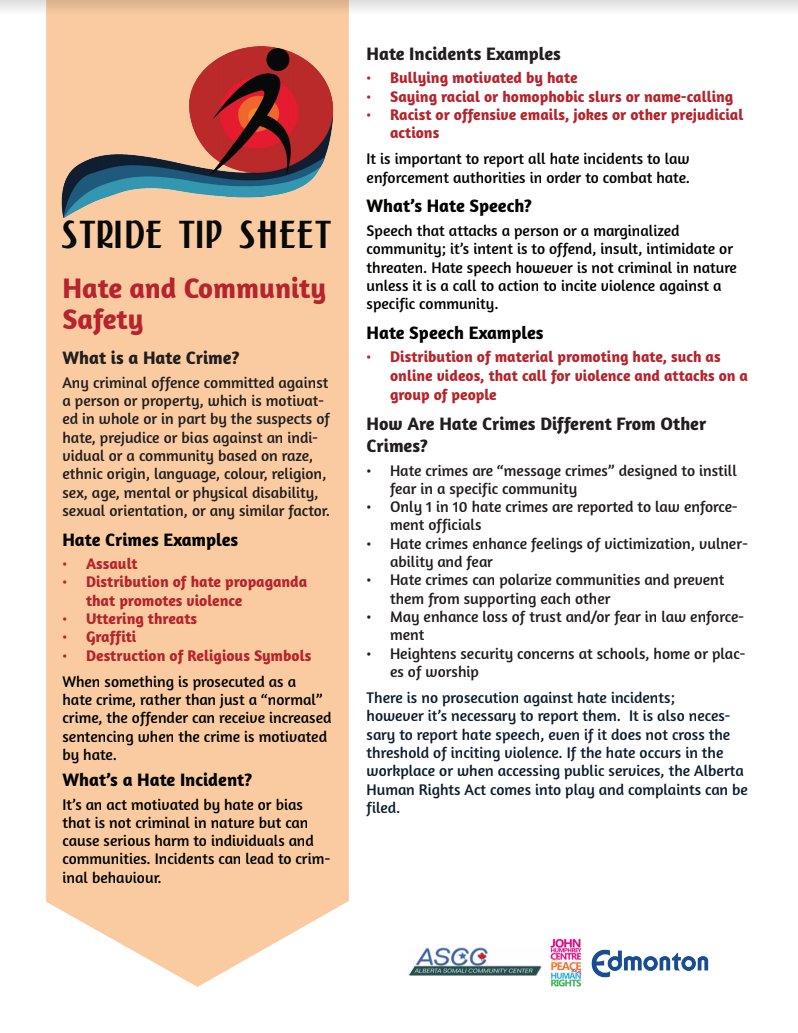 STRIDE TIP SHEET
Hate and Community
Safety
What is a Hate Crime?
Any criminal offence committed against
a person or property, which is motivat-
ed in whole or in part by the suspects of
hate, prejudice or bias against an indi-
vidual or a community based on raze,
ethnic origin, language, colour, religion,
sex, age, mental or physical disability,
sexual orientation, or any similar factor.
Hate Crimes Examples
• Assault
• Distribution of hate propaganda
that promotes violence
• Uttering threats
• Graffiti
• Destruction of Religious Symbols
When something is prosecuted as a
hate crime, rather than just a “normal”
crime, the offender can receive increased
sentencing when the crime is motivated
by hate.
What’s a Hate Incident?
It’s an act motivated by hate or bias
that is not criminal in nature but can
cause serious harm to individuals and
communities. Incidents can lead to crim-
inal behaviour.
Hate Incidents Examples
• Bullying motivated by hate
• Saying racial or homophobic slurs or name-calling
• Racist or offensive emails, jokes or other prejudicial
actions
It is important to report all hate incidents to law
enforcement authorities in order to combat hate.
What’s Hate Speech?
Speech that attacks a person or a marginalized
community; it’s intent is to offend, insult, intimidate or
threaten. Hate speech however is not criminal in nature
unless it is a call to action to incite violence against a
specific community.
Hate Speech Examples
• Distribution of material promoting hate, such as
online videos, that call for violence and attacks on a
group of people
How Are Hate Crimes Different From Other
Crimes?
• Hate crimes are “message crimes” designed to instill
fear in a specific community
• Only 1 in 10 hate crimes are reported to law enforce-
ment officials
• Hate crimes enhance feelings of victimization, vulner-
ability and fear
• Hate crimes can polarize communities and prevent
them from supporting each other
• May enhance loss of trust and/or fear in law enforce-
ment
• Heightens security concerns at schools, home or plac-
es of worship
There is no prosecution against hate incidents;
however it’s necessary to report them. It is also neces-
sary to report hate speech, even if it does not cross the
threshold of inciting violence. If the hate occurs in the
workplace or when accessing public services, the Alberta
Human Rights Act comes into play and complaints can be
filed.
ASCC
ALBERTA SOMALI COMMUNITY CENTER
JOHN
HUMPHREY
CENTRE
PEACE
HUMAN
RIGHTS
Edmonton